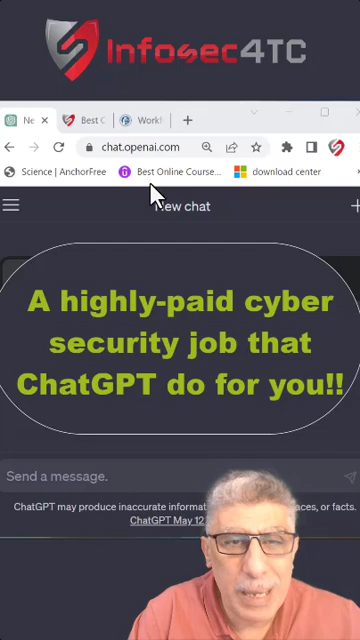 Infosec4TC
Ne
Best C
Workf
chat.openai.com
Science | AnchorFree
Best Online Course...
download center
New chat
A highly-paid cyber
security job that
ChatGPT do for you!!
Send a message.
ChatGPT may produce inaccurate informat
aces, or facts.
ChatGPT May 12